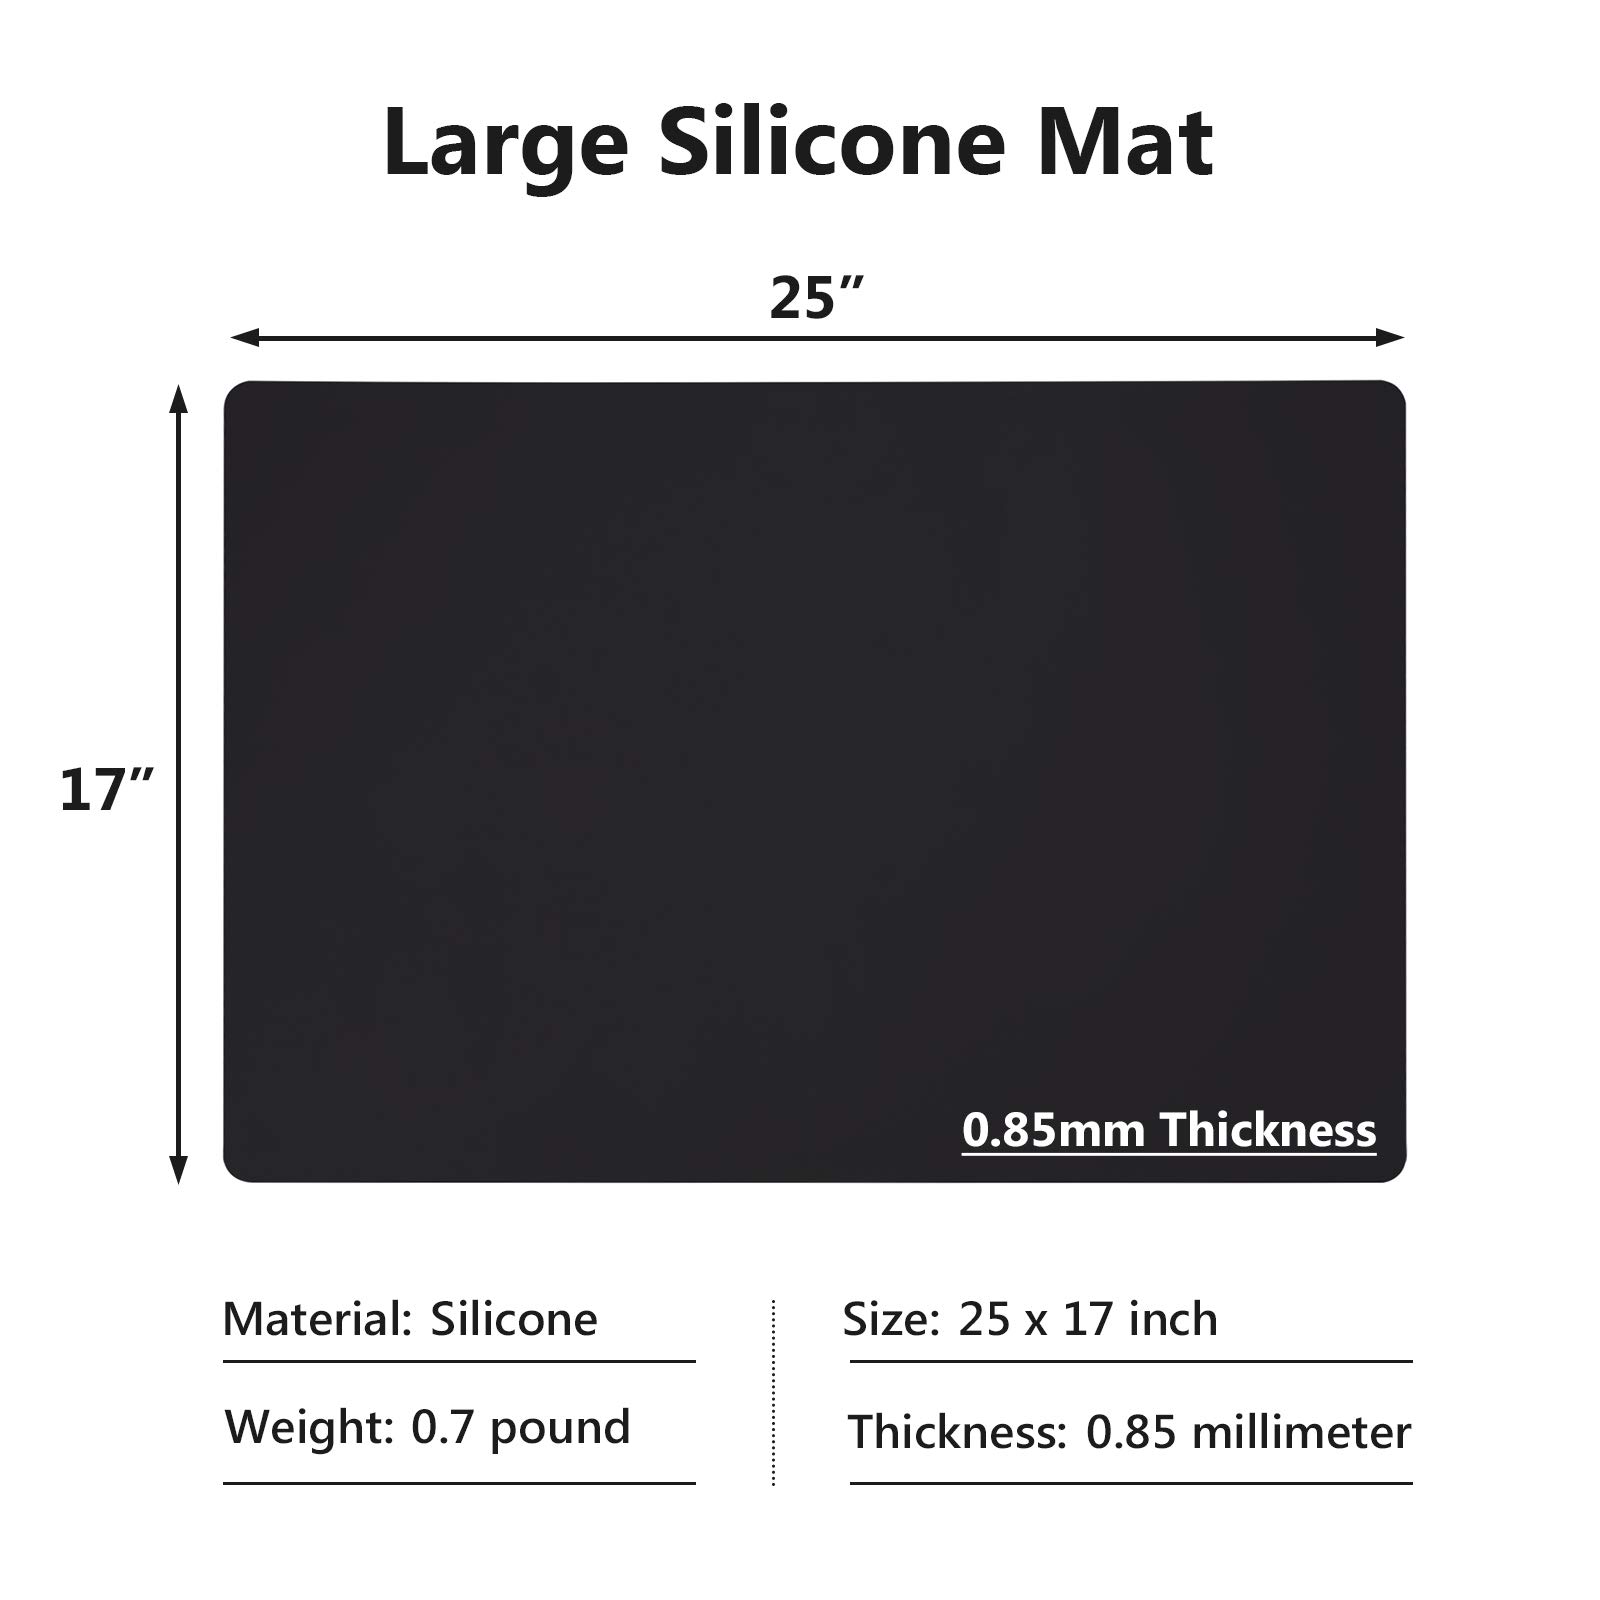 Large Silicone Mat
25″
17″
0.85mm Thickness
Material: Silicone
Size: 25 x 17 inch
Weight: 0.7 pound
Thickness: 0.85 millimeter